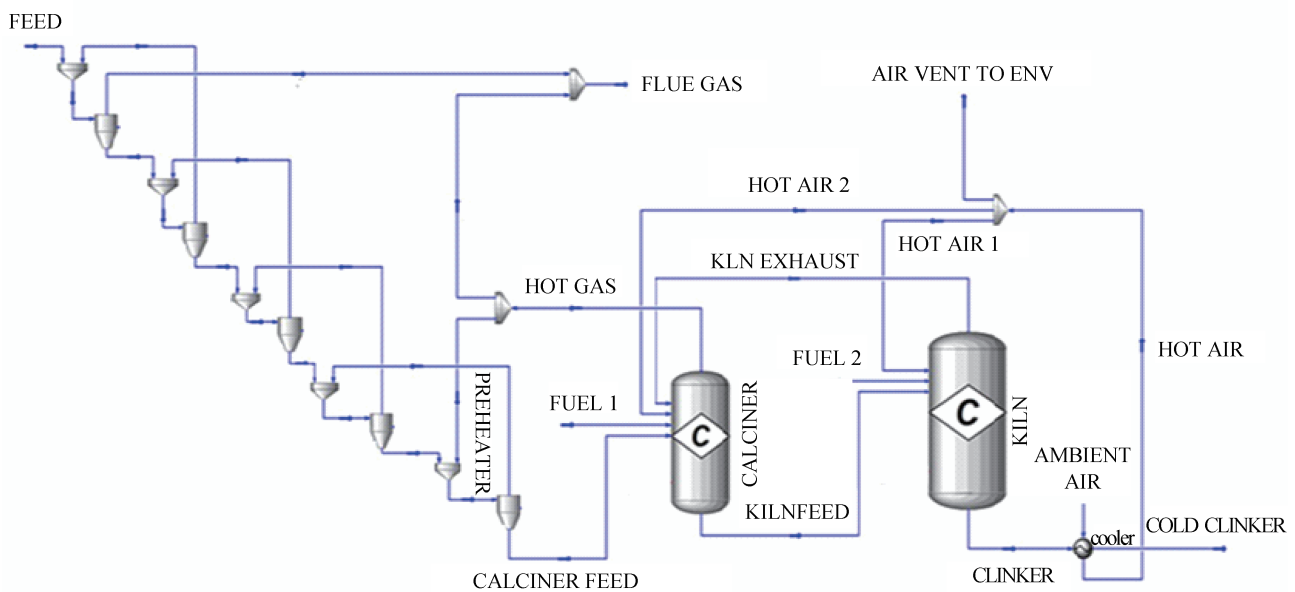 FEED
FLUE GAS
AIR VENT TO ENV
HOT AIR 2
HOT AIR 1
KLN EXHAUST
HOT GAS
HOT AIR
FUEL 2
PREHEATER
FUEL 1
C
CALCINER
C
KILN
AMBIENT
AIR
KILNFEED
COLD CLINKER
cooler
CLINKER
CALCINER FEED